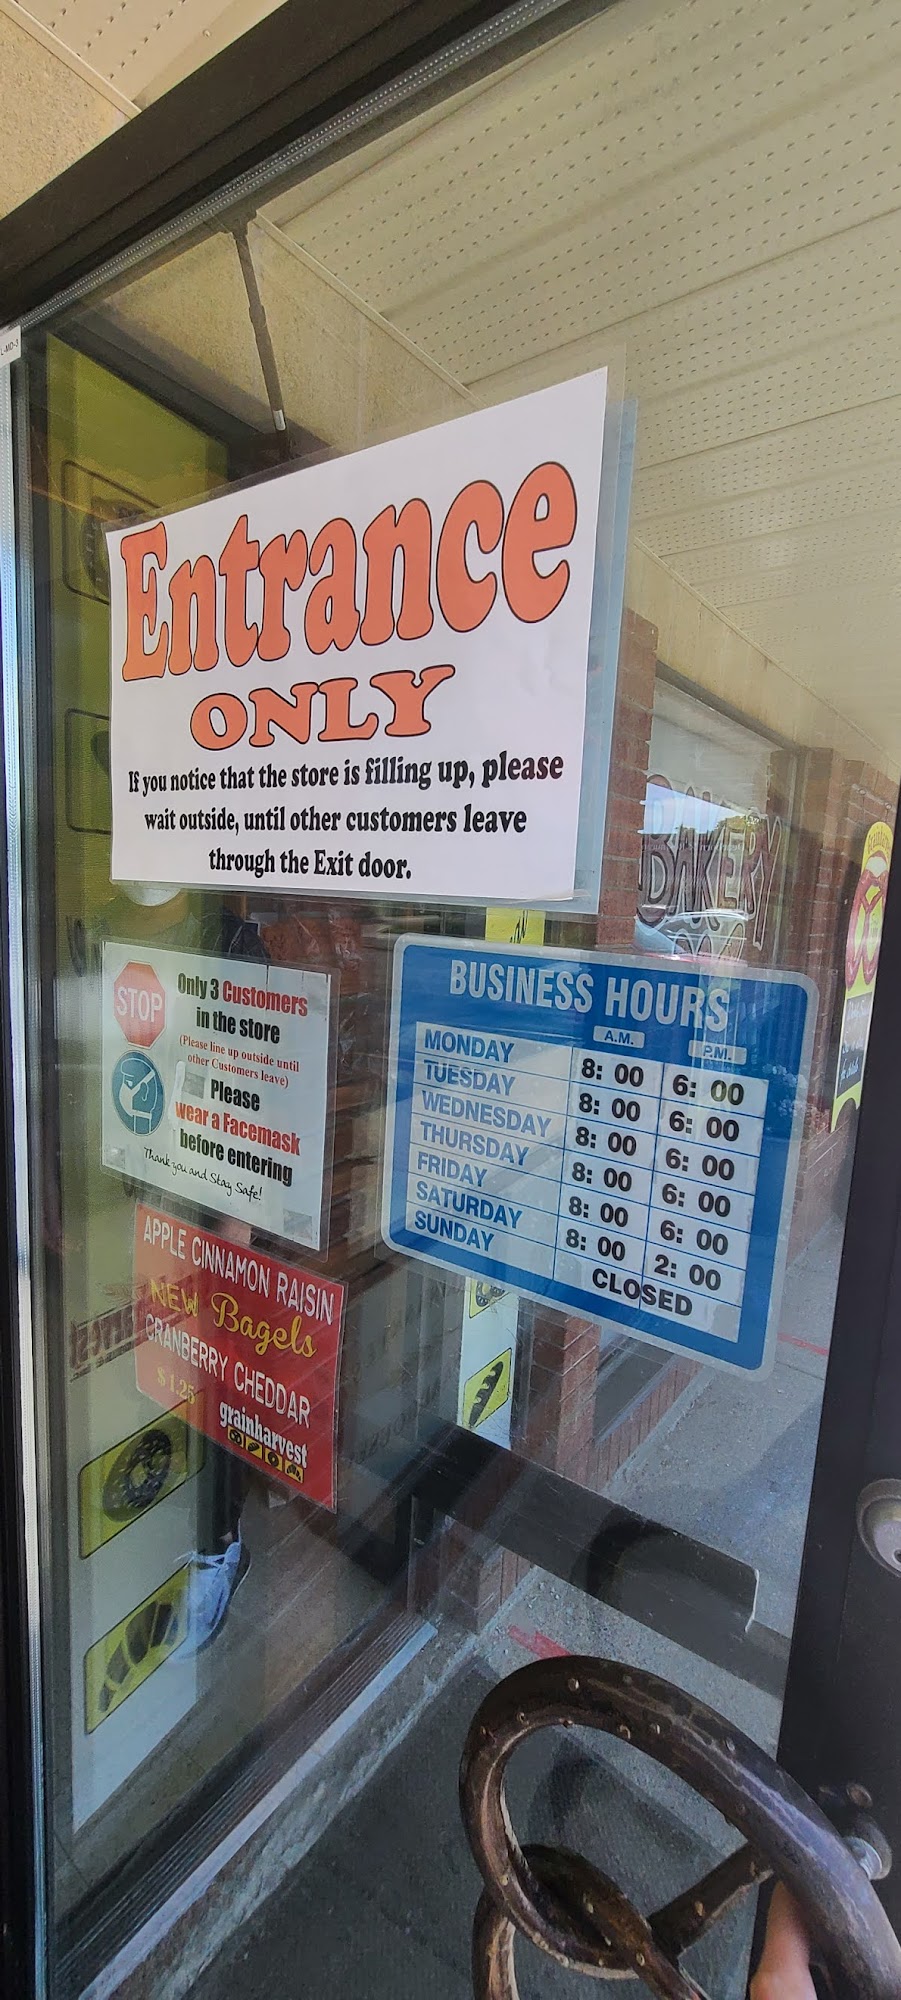 L-MD-3
Entrance
ONLY
If you notice that the store is filling up, please
wait outside, until other customers leave
through the Exit door.
STOP
Only 3 Customers
in the store
(Please line up outside until
other Customers leave)
Please
wear a Facemask
before entering
Thank you and Stay Safe!
BUSINESS HOURS
A.M. P.M.
MONDAY 8:00 6:00
TUESDAY 8:00 6:00
WEDNESDAY 8:00 6:00
THURSDAY 8:00 6:00
FRIDAY 8:00 6:00
SATURDAY 8:00 2:00
SUNDAY CLOSED
APPLE CINNAMON RAISIN
NEW Bagels
CRANBERRY CHEDDAR
$1.25
grainharvest
BAKERY